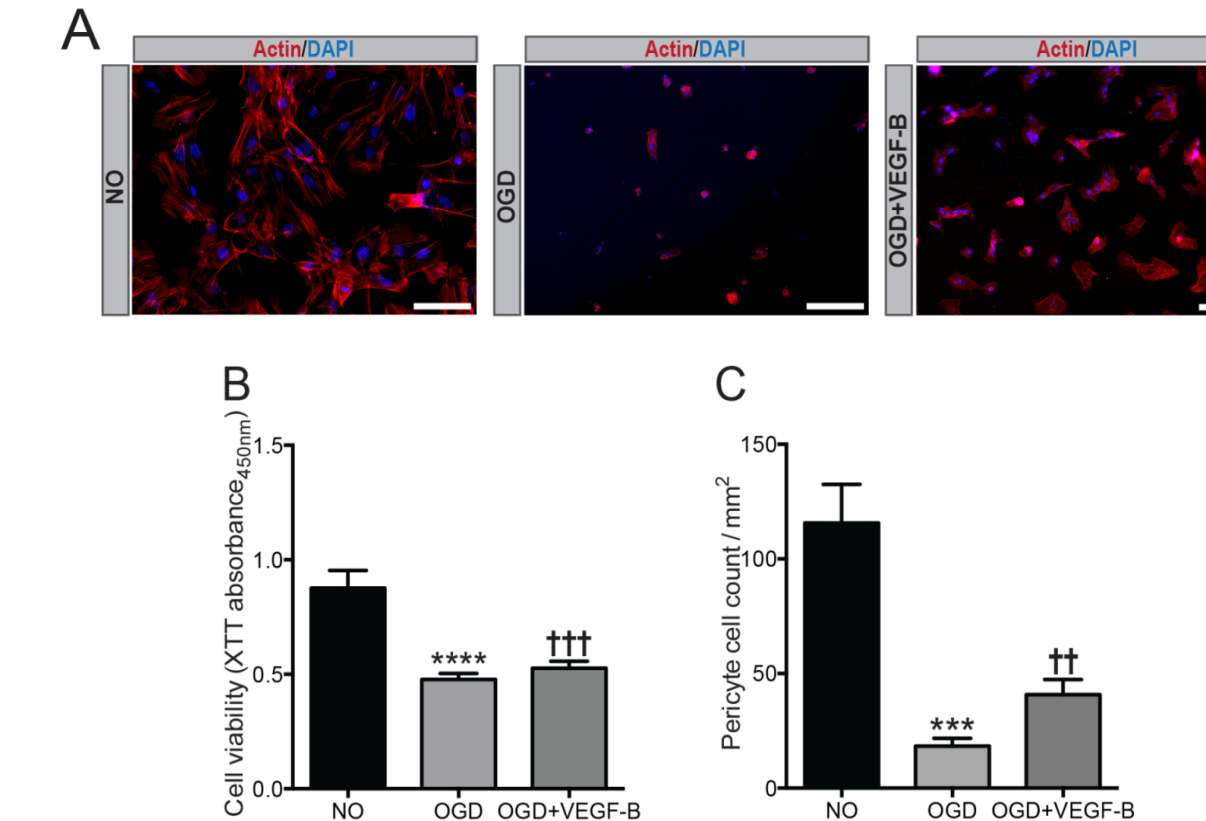 A
Actin/DAPI
Actin/DAPI
Actin/DAPI
NO
OGD
OGD+VEGF-B
B
Cell viability (XTT absorbance450nm)
1.5
1.0
0.5
0.0
****
†††
NO OGD OGD+VEGF-B
C
Pericyte cell count / mm2
150
100
50
0
***
††
NO OGD OGD+VEGF-B